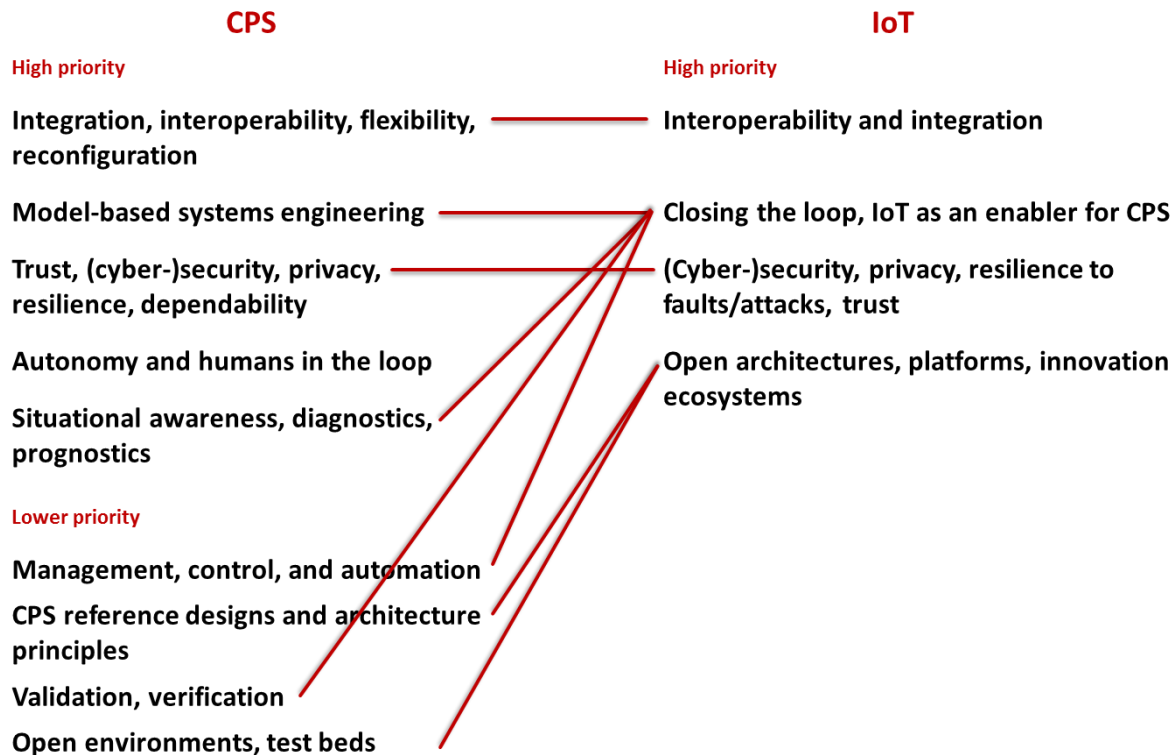 CPS
High priority
Integration, interoperability, flexibility,
reconfiguration
Model-based systems engineering
Trust, (cyber-)security, privacy,
resilience, dependability
Autonomy and humans in the loop
Situational awareness, diagnostics,
prognostics
Lower priority
Management, control, and automation
CPS reference designs and architecture
principles
Validation, verification
Open environments, test beds
IoT
High priority
Interoperability and integration
Closing the loop, IoT as an enabler for CPS
(Cyber-)security, privacy, resilience to
faults/attacks, trust
Open architectures, platforms, innovation
ecosystems